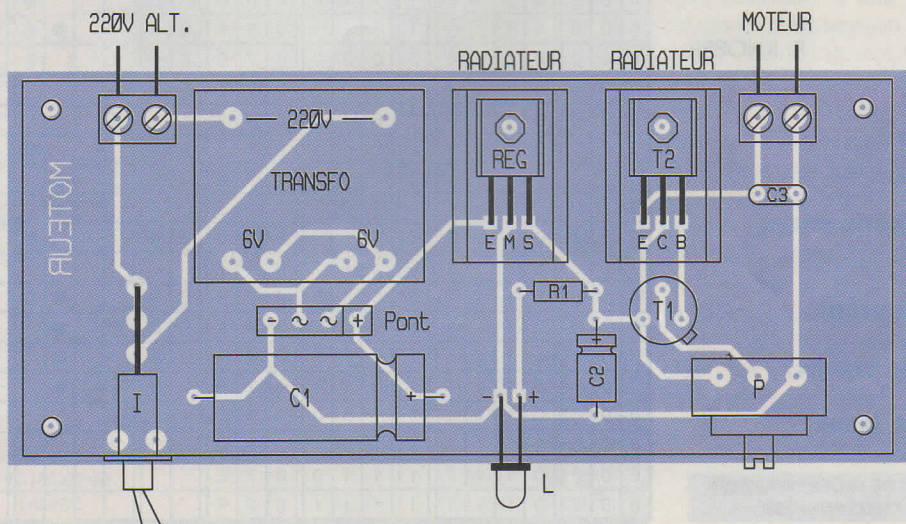 220V ALT.
MOTEUR
RADIATEUR
RADIATEUR
220V
REG
T2
MOTEUR
TRANSFO
C3
6V
6V
E M S
E C B
R1
T1
- ~ ~ +
Pont
C2
+
I
C1
+
- +
P
L